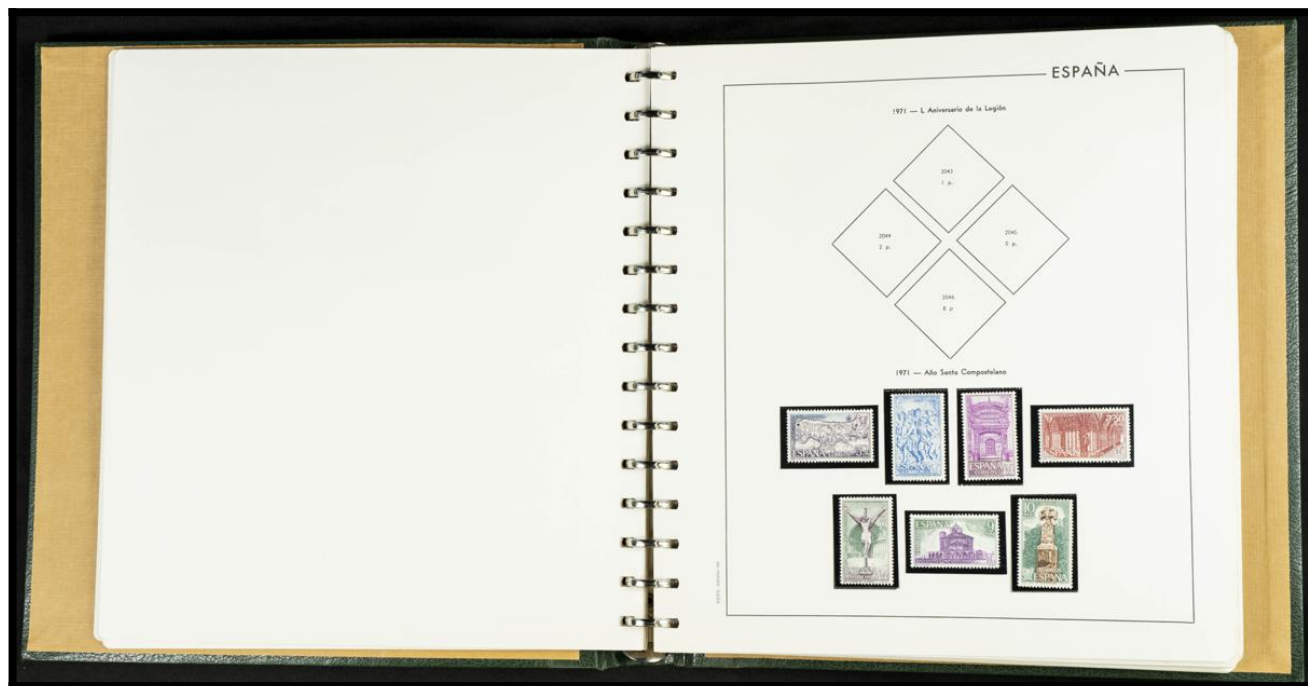 ESPAÑA
1971 — L Aniversario de la Legión
2043
1 p.
2044
2 p.
2045
5 p.
2046
8 p
1971 — Año Santo Compostelano
ESPAÑA
ESPAÑA
ESPAÑA
9
10
ESPAÑA